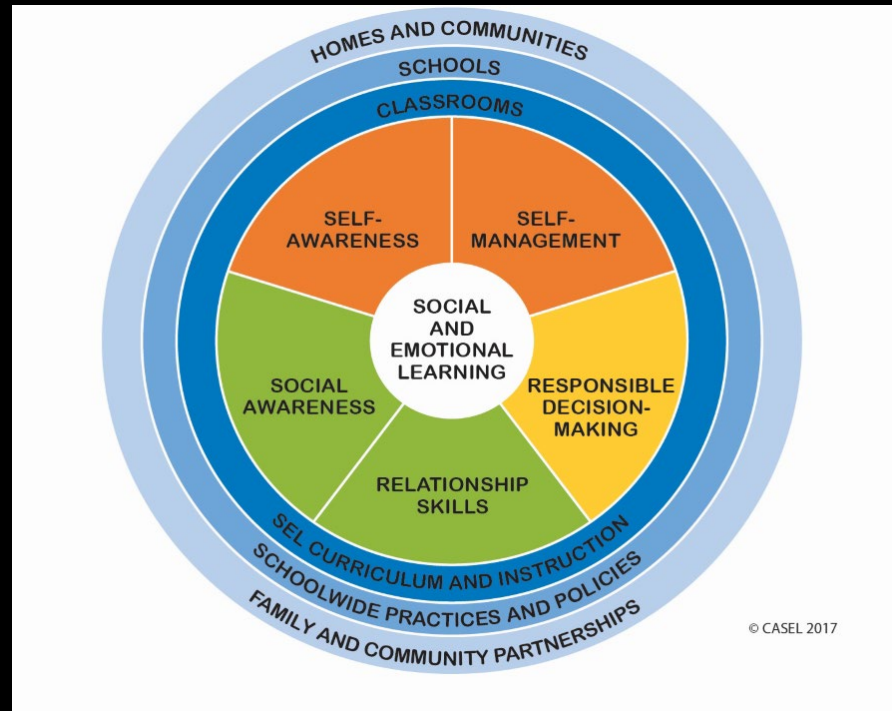 HOMES AND COMMUNITIES
SCHOOLS
CLASSROOMS
SELF-
AWARENESS
SELF-
MANAGEMENT
SOCIAL
AND
EMOTIONAL
LEARNING
SOCIAL
AWARENESS
RESPONSIBLE
DECISION-
MAKING
RELATIONSHIP
SKILLS
SEL CURRICULUM AND INSTRUCTION
SCHOOLWIDE PRACTICES AND POLICIES
FAMILY AND COMMUNITY PARTNERSHIPS
© CASEL 2017